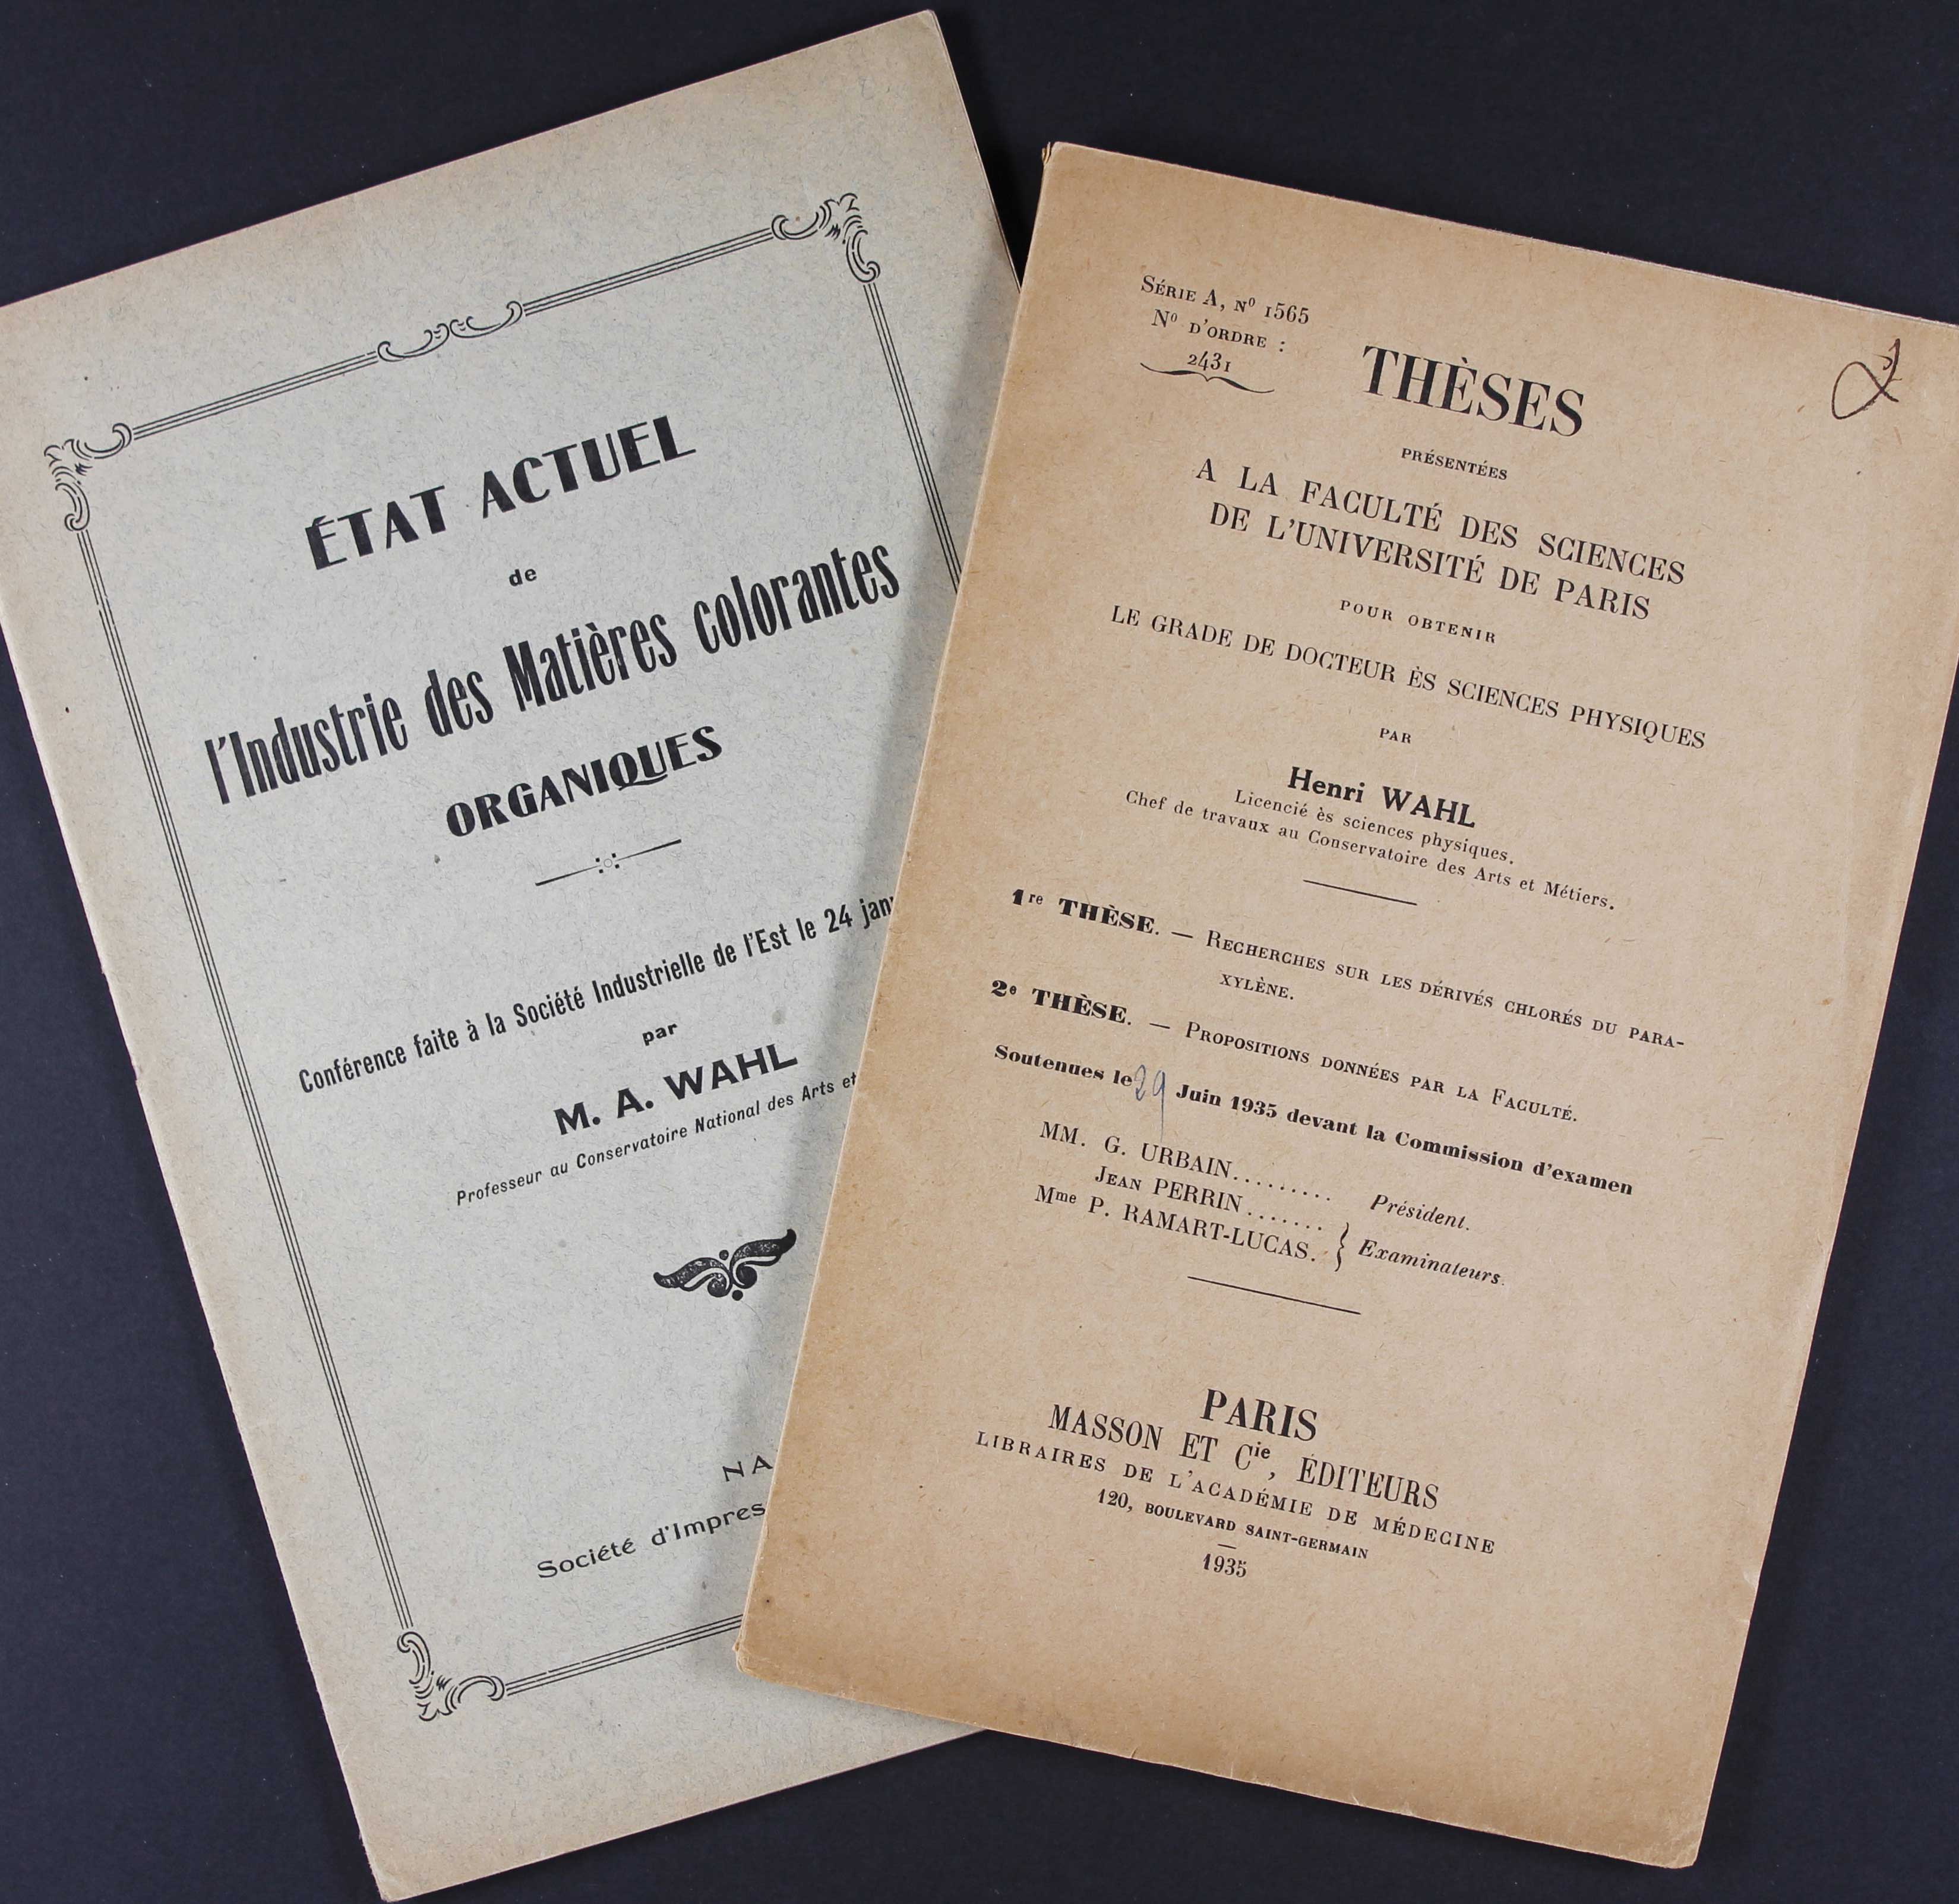 ÉTAT ACTUEL
de
l'Industrie des Matières colorantes
ORGANIQUES
Conférence faite à la Société Industrielle de l'Est le 24
par
M. A. WAHL
Professeur au Conservatoire National des Arts et
Société
SÉRIE A, Nº 1565
Nº D'ORDRE :
2431
THÈSES
PRÉSENTÉES
A LA FACULTÉ DES SCIENCES
DE L'UNIVERSITÉ DE PARIS
POUR OBTENIR
LE GRADE DE DOCTEUR ÈS SCIENCES PHYSIQUES
PAR
Henri WAHL
Licencié ès sciences physiques.
Chef de travaux au Conservatoire des Arts et Métiers.
1re THÈSE. — RECHERCHES SUR LES DÉRIVÉS CHLORÉS DU PARA-
XYLÈNE.
2e THÈSE. — PROPOSITIONS DONNÉES PAR LA FACULTÉ.
Soutenues le 29 Juin 1935 devant la Commission d'examen
MM. G. URBAIN......... Président.
JEAN PERRIN.......
Mme P. RAMART-LUCAS. } Examinateurs.
PARIS
MASSON ET Cie, ÉDITEURS
LIBRAIRES DE L'ACADÉMIE DE MÉDECINE
120, BOULEVARD SAINT-GERMAIN
1935